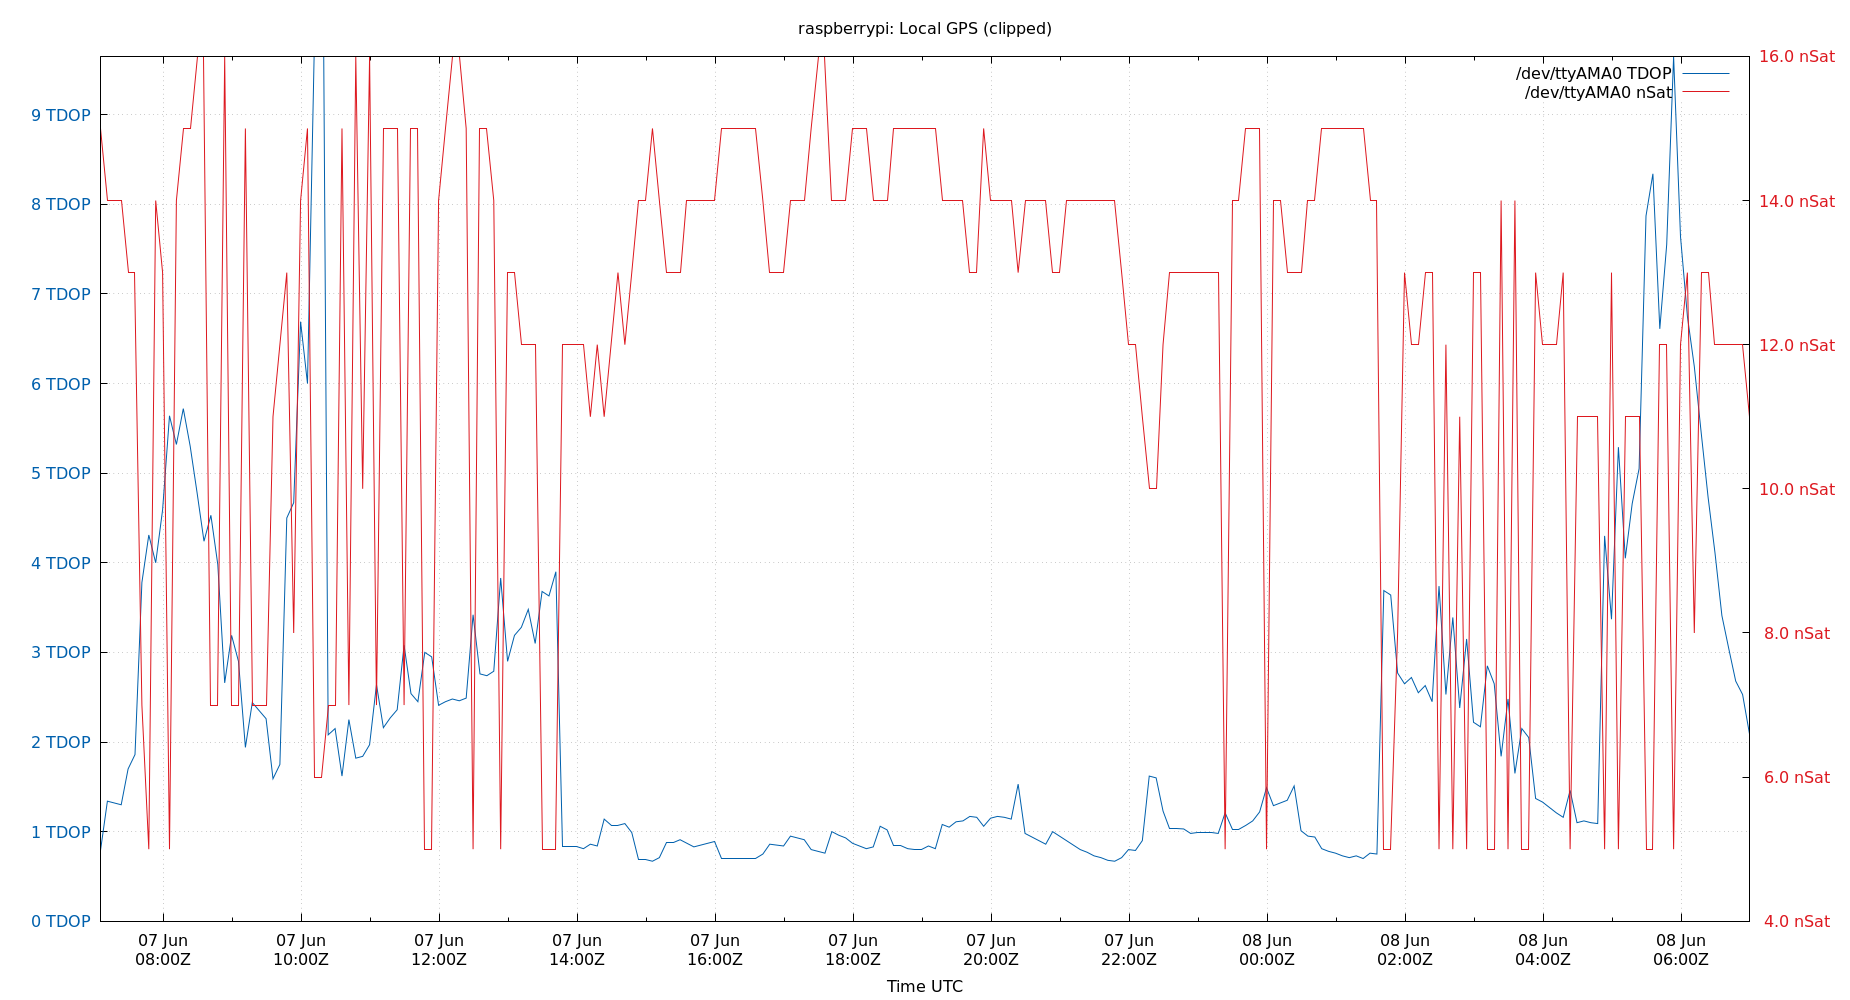 raspberrypi: Local GPS (clipped)
/dev/ttyAMA0 TDOP
/dev/ttyAMA0 nSat
9 TDOP
8 TDOP
7 TDOP
6 TDOP
5 TDOP
4 TDOP
3 TDOP
2 TDOP
1 TDOP
0 TDOP
16.0 nSat
14.0 nSat
12.0 nSat
10.0 nSat
8.0 nSat
6.0 nSat
4.0 nSat
07 Jun
08:00Z
07 Jun
10:00Z
07 Jun
12:00Z
07 Jun
14:00Z
07 Jun
16:00Z
07 Jun
18:00Z
07 Jun
20:00Z
07 Jun
22:00Z
08 Jun
00:00Z
08 Jun
02:00Z
08 Jun
04:00Z
08 Jun
06:00Z
Time UTC